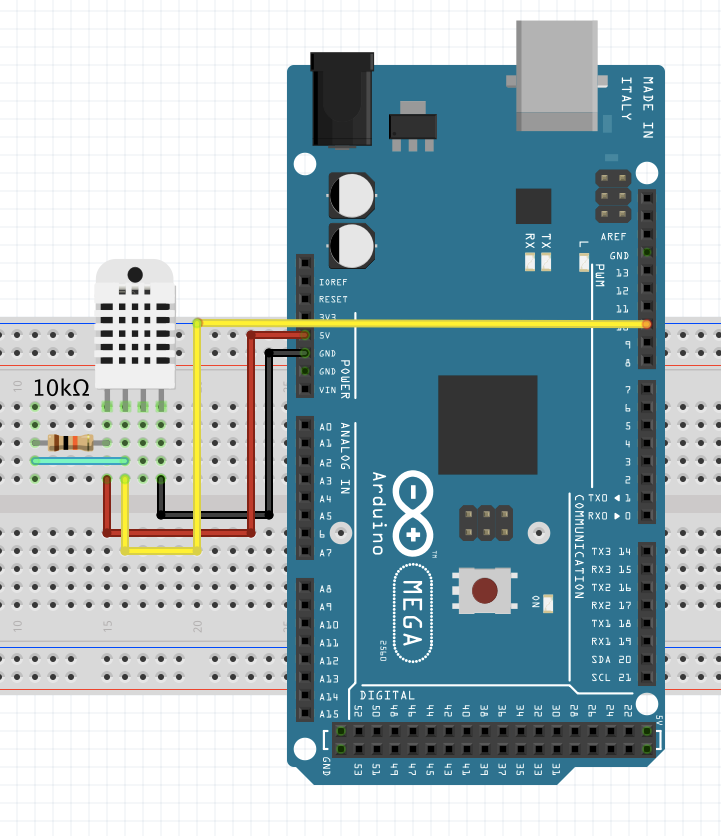 MADE IN
ITALY
RX
TX
L
AREF
GND
13
12
11
10
9
8
PWM
IOREF
RESET
3V3
5V
GND
GND
VIN
POWER
10kΩ
10
15
20
10
7
6
5
4
3
2
TX0 ◄ 1
RX0 ► 0
A0
A1
A2
A3
A4
A5
6
A7
ANALOG IN
Arduino
TM
MEGA
2560
ON
COMMUNICATION
TX3 14
RX3 15
TX2 16
RX2 17
TX1 18
RX1 19
SDA 20
SCL 21
A8
A9
A10
A11
A12
A13
A14
A15
DIGITAL
52 50 48 46 44 42 40 38 36 34 32 30 28 26 24 22
5V
GND
53 51 49 47 45 43 41 39 37 35 33 31